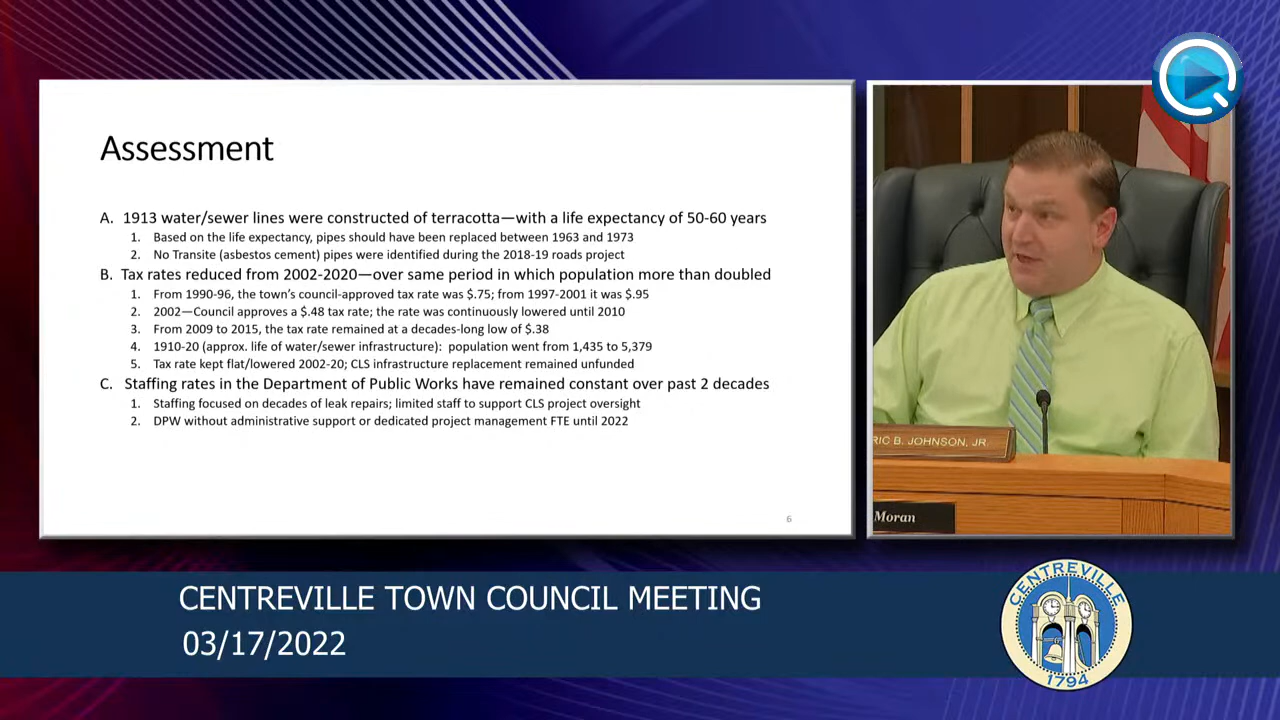 Assessment
A. 1913 water/sewer lines were constructed of terracotta—with a life expectancy of 50-60 years
1. Based on the life expectancy, pipes should have been replaced between 1963 and 1973
2. No Transite (asbestos cement) pipes were identified during the 2018-19 roads project
B. Tax rates reduced from 2002-2020—over same period in which population more than doubled
1. From 1990-96, the town's council-approved tax rate was $.75; from 1997-2001 it was $.95
2. 2002—Council approves a $.48 tax rate; the rate was continuously lowered until 2010
3. From 2009 to 2015, the tax rate remained at a decades-long low of $.38
4. 1910-20 (approx. life of water/sewer infrastructure): population went from 1,435 to 5,379
5. Tax rate kept flat/lowered 2002-20; CLS infrastructure replacement remained unfunded
C. Staffing rates in the Department of Public Works have remained constant over past 2 decades
1. Staffing focused on decades of leak repairs; limited staff to support CLS project oversight
2. DPW without administrative support or dedicated project management FTE until 2022
6
RIC B. JOHNSON, JR.
Moran
CENTREVILLE TOWN COUNCIL MEETING
03/17/2022
CENTREVILLE
1794